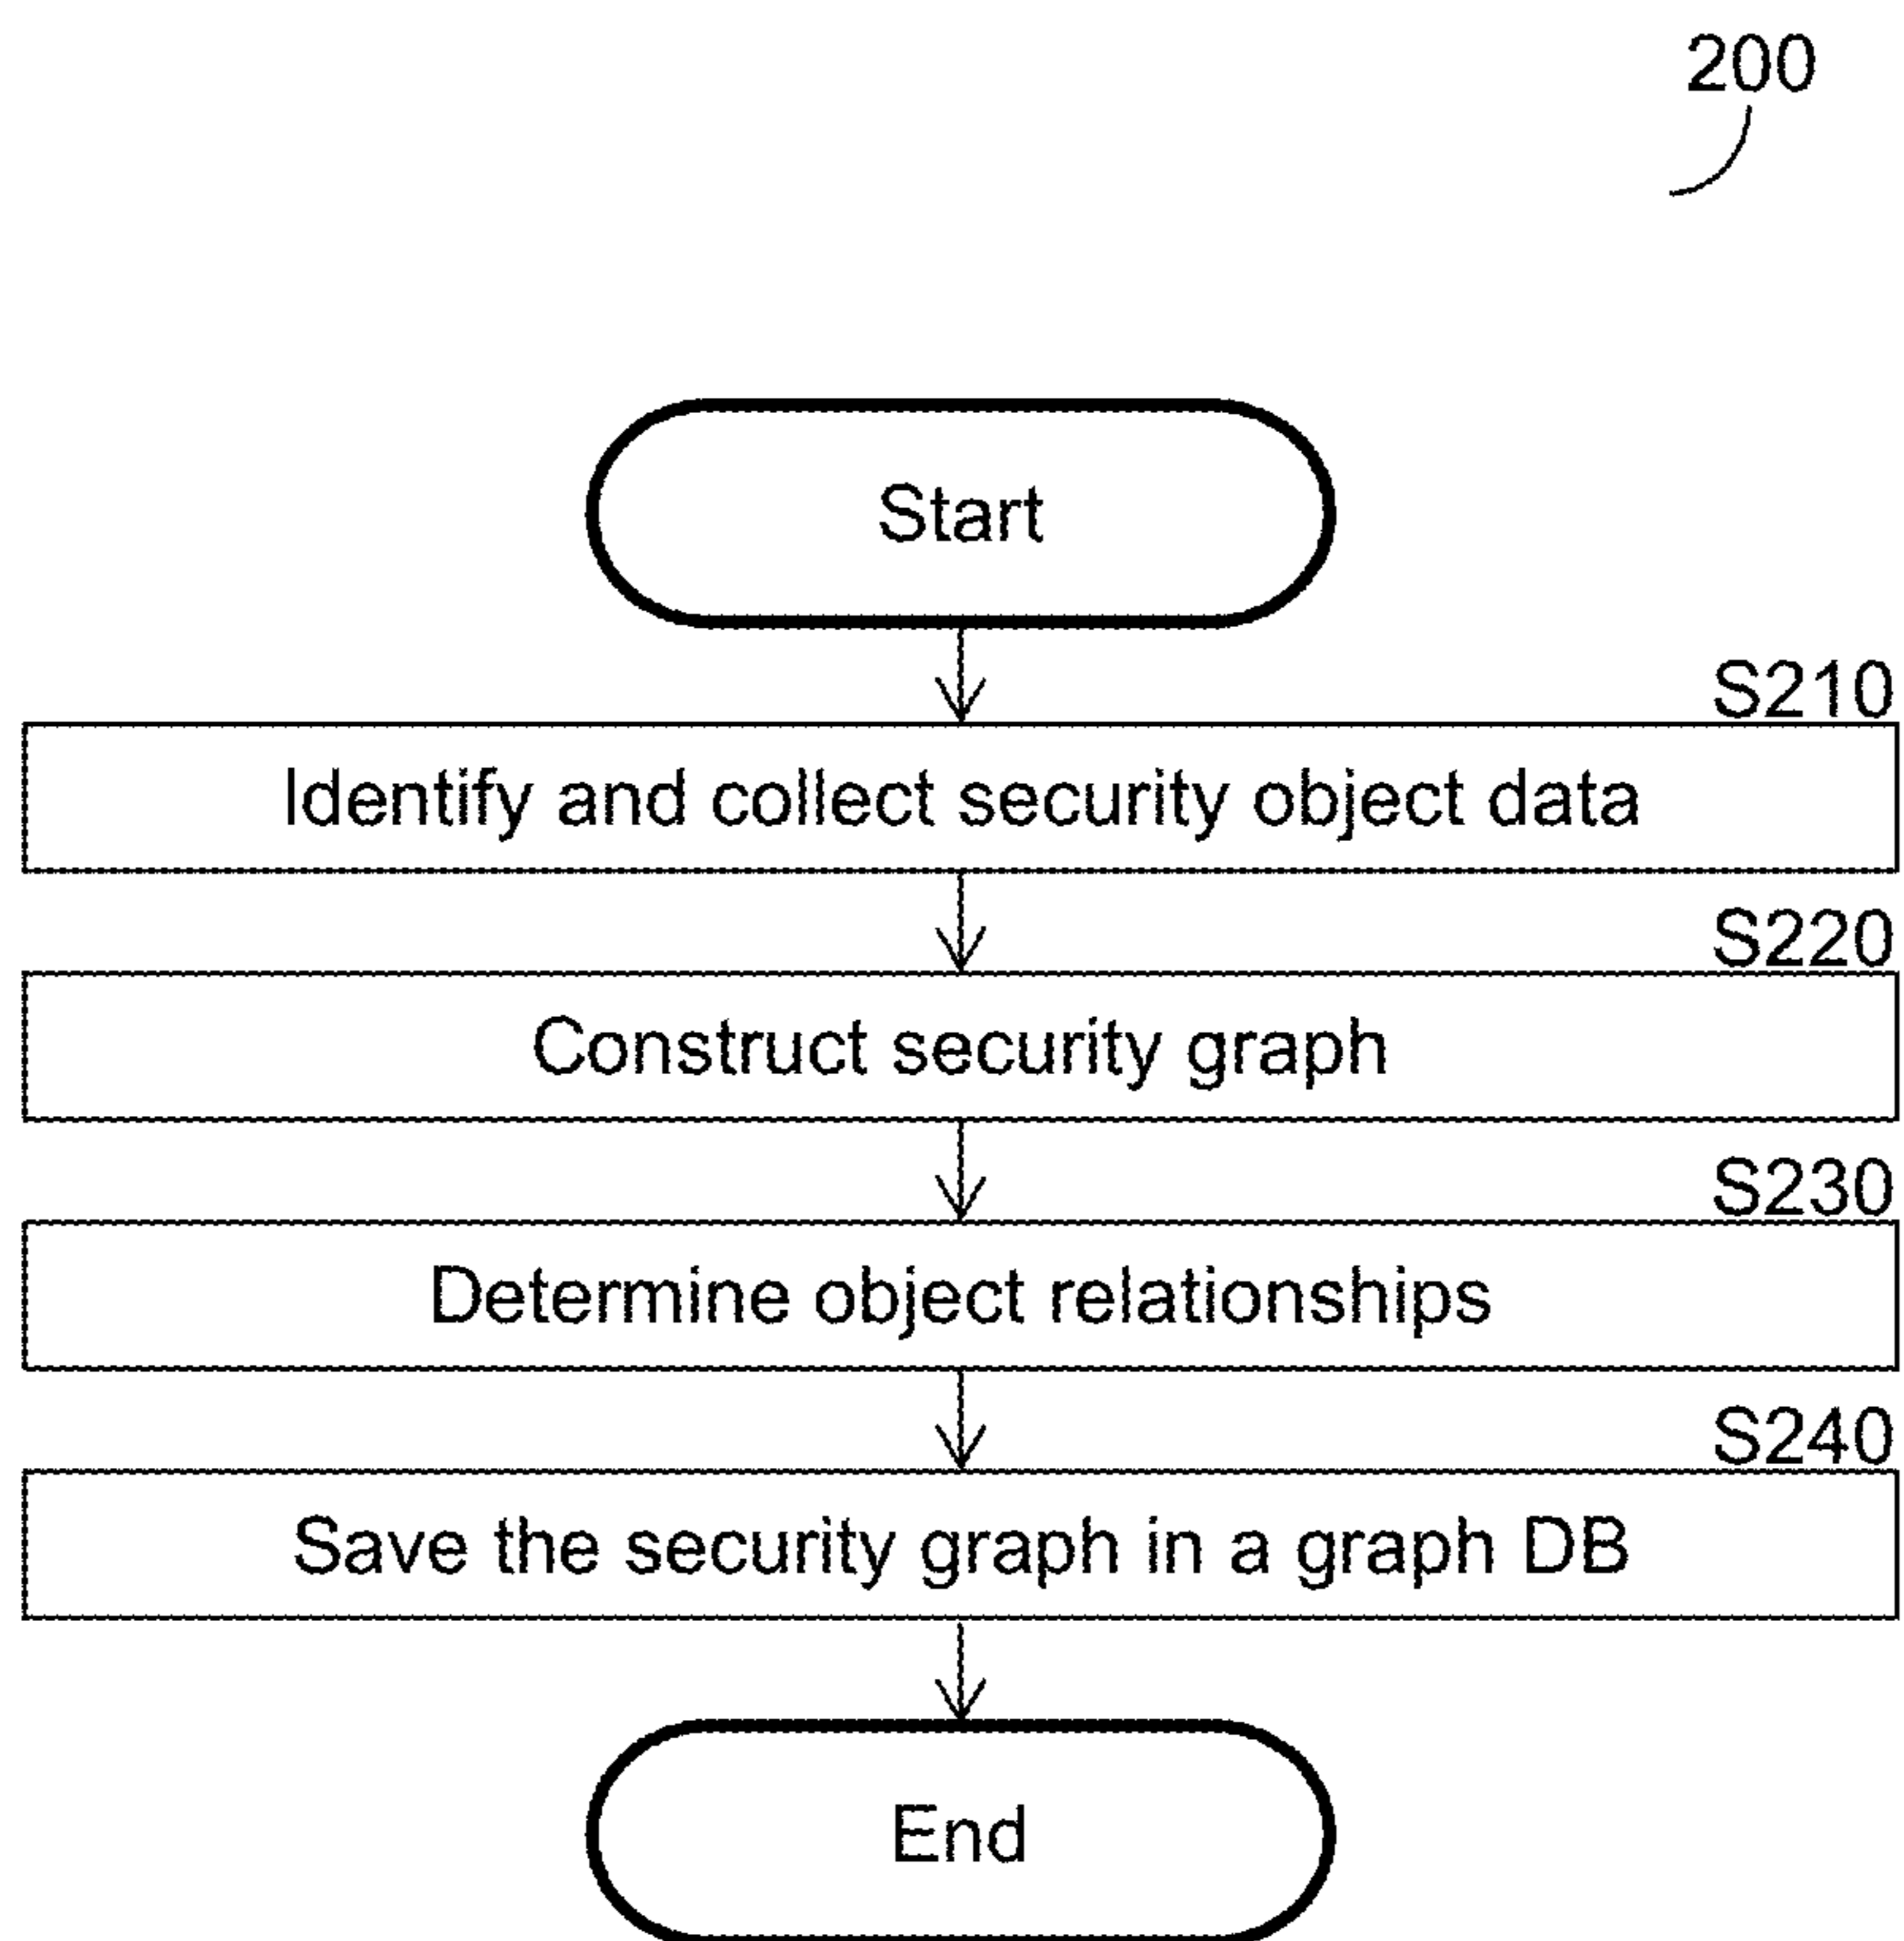 200
Start
S210
Identify and collect security object data
S220
Construct security graph
S230
Determine object relationships
S240
Save the security graph in a graph DB
End